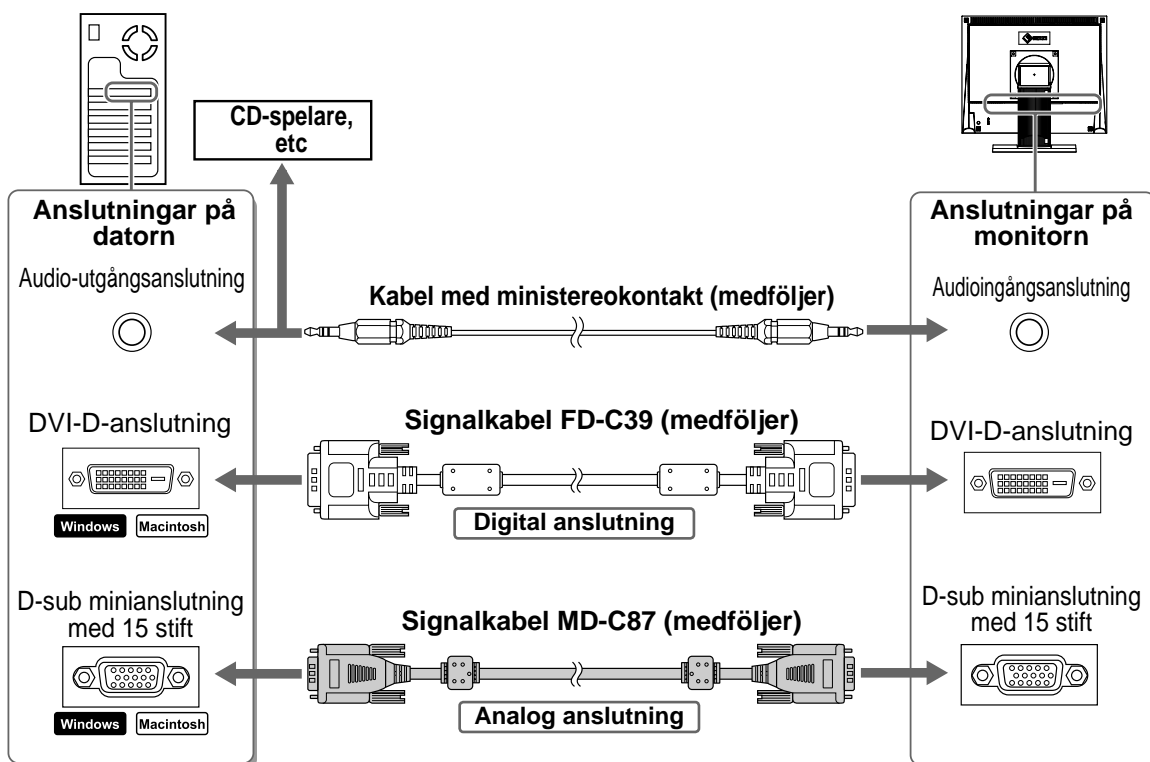 CD-spelare,
etc
Anslutningar på
datorn
Audio-utgångsanslutning
DVI-D-anslutning
Windows Macintosh
D-sub minianslutning
med 15 stift
Windows Macintosh
Kabel med ministereokontakt (medföljer)
Signalkabel FD-C39 (medföljer)
Digital anslutning
Signalkabel MD-C87 (medföljer)
Analog anslutning
Anslutningar på
monitorn
Audioingångsanslutning
DVI-D-anslutning
D-sub minianslutning
med 15 stift